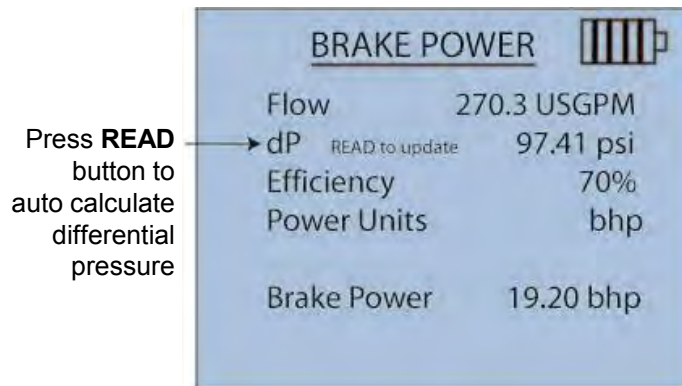 BRAKE POWER
Flow 270.3 USGPM
Press READ
button to
auto calculate
differential
pressure
dP READ to update 97.41 psi
Efficiency 70%
Power Units bhp
Brake Power 19.20 bhp